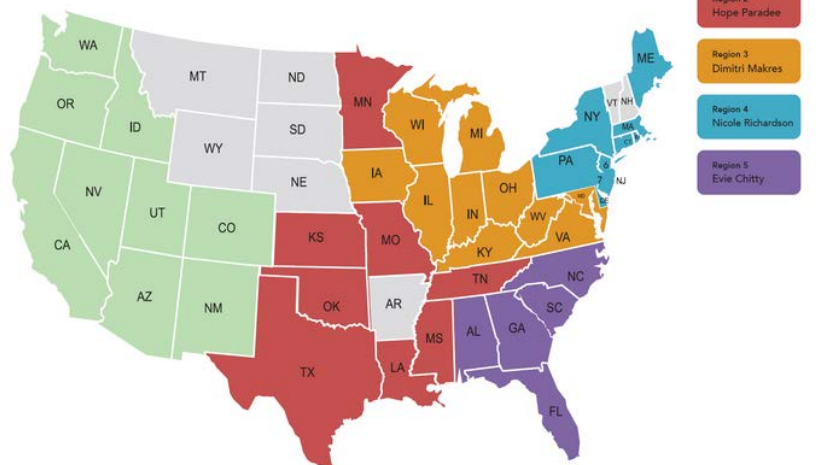 Region 2
Hope Paradee
Region 3
Dimitri Makres
Region 4
Nicole Richardson
Region 5
Evie Chitty
WA
MT
ND
MN
ME
OR
ID
SD
WI
MI
VT
NH
NY
MA
WY
IA
PA
6
7
NJ
NE
NV
UT
CO
IL
IN
OH
WV
VA
CA
KS
MO
KY
AZ
NM
OK
AR
TN
NC
SC
MS
AL
GA
TX
LA
FL